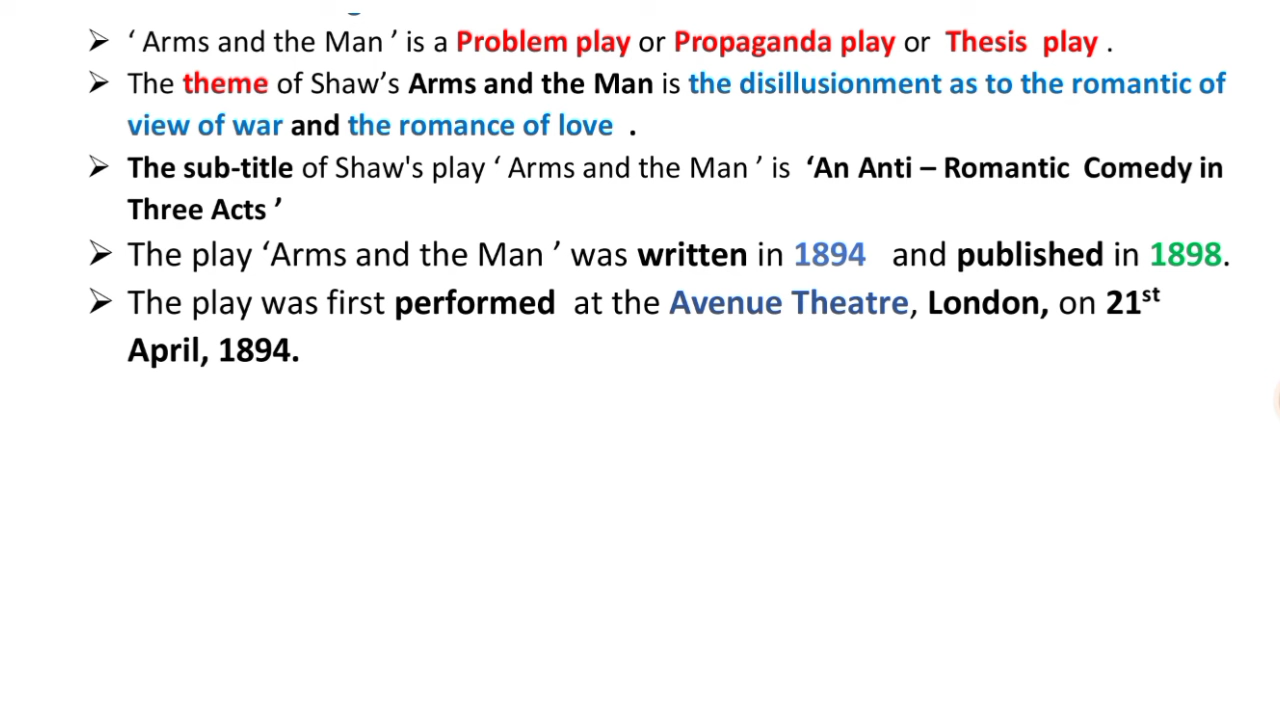 ➢ ‘ Arms and the Man ’ is a Problem play or Propaganda play or Thesis play .
➢ The theme of Shaw’s Arms and the Man is the disillusionment as to the romantic of
view of war and the romance of love .
➢ The sub-title of Shaw's play ‘ Arms and the Man ’ is ‘An Anti – Romantic Comedy in
Three Acts ’
➢ The play ‘Arms and the Man ’ was written in 1894 and published in 1898.
➢ The play was first performed at the Avenue Theatre, London, on 21st
April, 1894.